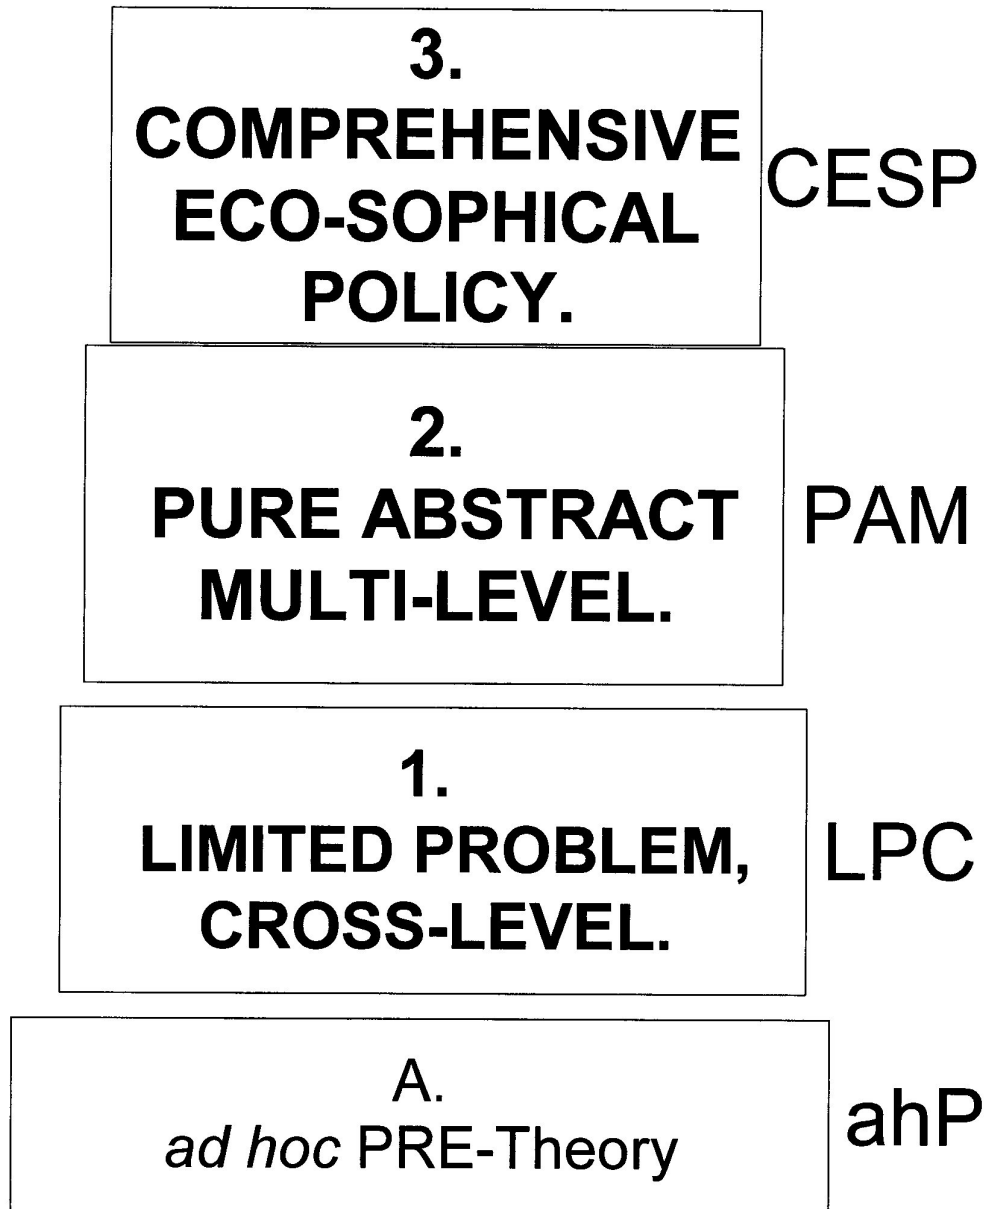 3.
COMPREHENSIVE
ECO-SOPHICAL
POLICY.
CESP
2.
PURE ABSTRACT
MULTI-LEVEL.
PAM
1.
LIMITED PROBLEM,
CROSS-LEVEL.
LPC
A.
ad hoc PRE-Theory
ahP